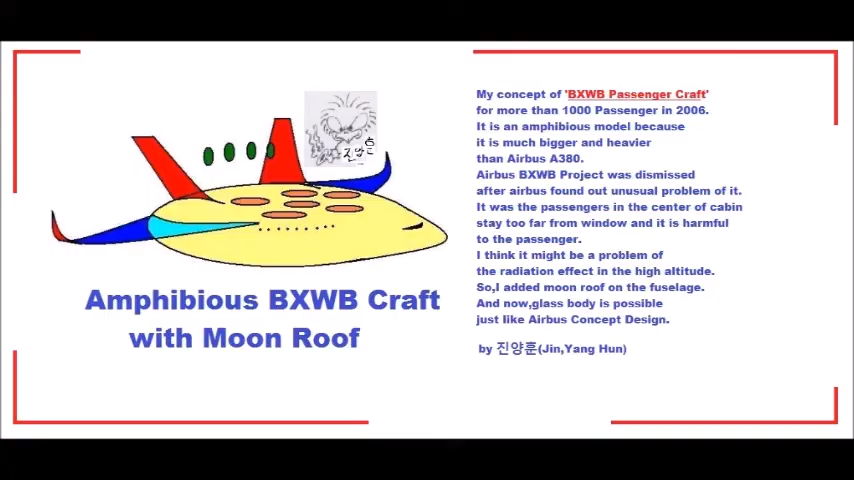 진양훈
Amphibious BXWB Craft
with Moon Roof
My concept of 'BXWB Passenger Craft'
for more than 1000 Passenger in 2006.
It is an amphibious model because
it is much bigger and heavier
than Airbus A380.
Airbus BXWB Project was dismissed
after airbus found out unusual problem of it.
It was the passengers in the center of cabin
stay too far from window and it is harmful
to the passenger.
I think it might be a problem of
the radiation effect in the high altitude.
So,I added moon roof on the fuselage.
And now,glass body is possible
just like Airbus Concept Design.
by 진양훈(Jin,Yang Hun)